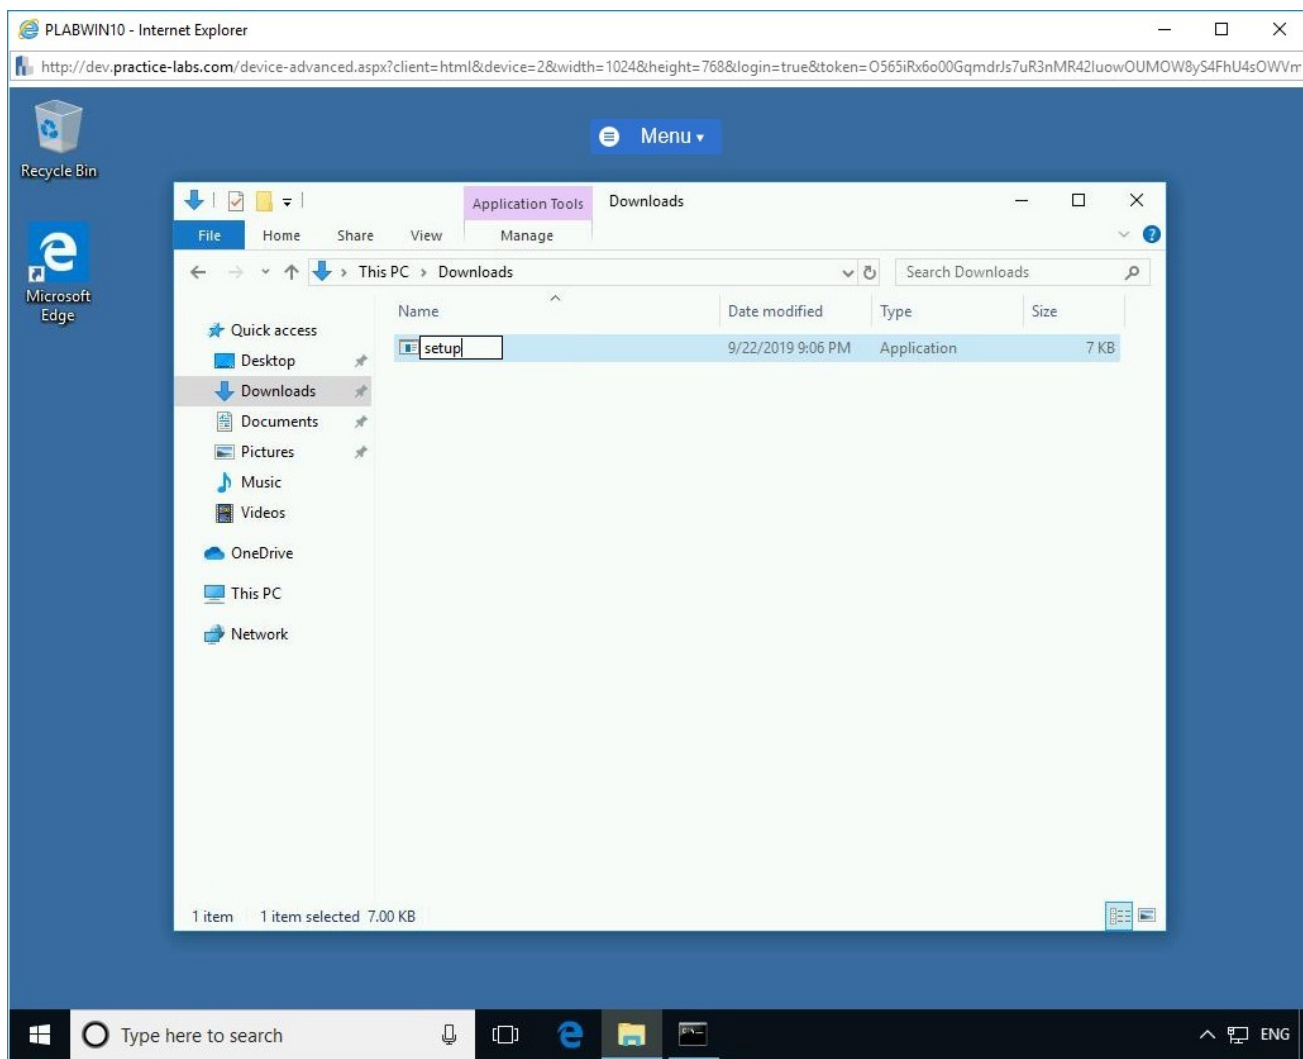 PLABWIN10 - Internet Explorer
http://dev.practice-labs.com/device-advanced.aspx?client=html&device=2&width=1024&height=768&login=true&token=O565iRx6o00GqmdrJs7uR3nMR42IuowOUMOW8yS4FhU4sOWVm
Menu
Recycle Bin
Application Tools Downloads
File Home Share View Manage
This PC > Downloads Search Downloads
Microsoft
Edge
Name Date modified Type Size
Quick access
setup 9/22/2019 9:06 PM Application 7 KB
Desktop
Downloads
Documents
Pictures
Music
Videos
OneDrive
This PC
Network
1 item 1 item selected 7.00 KB
Type here to search ENG